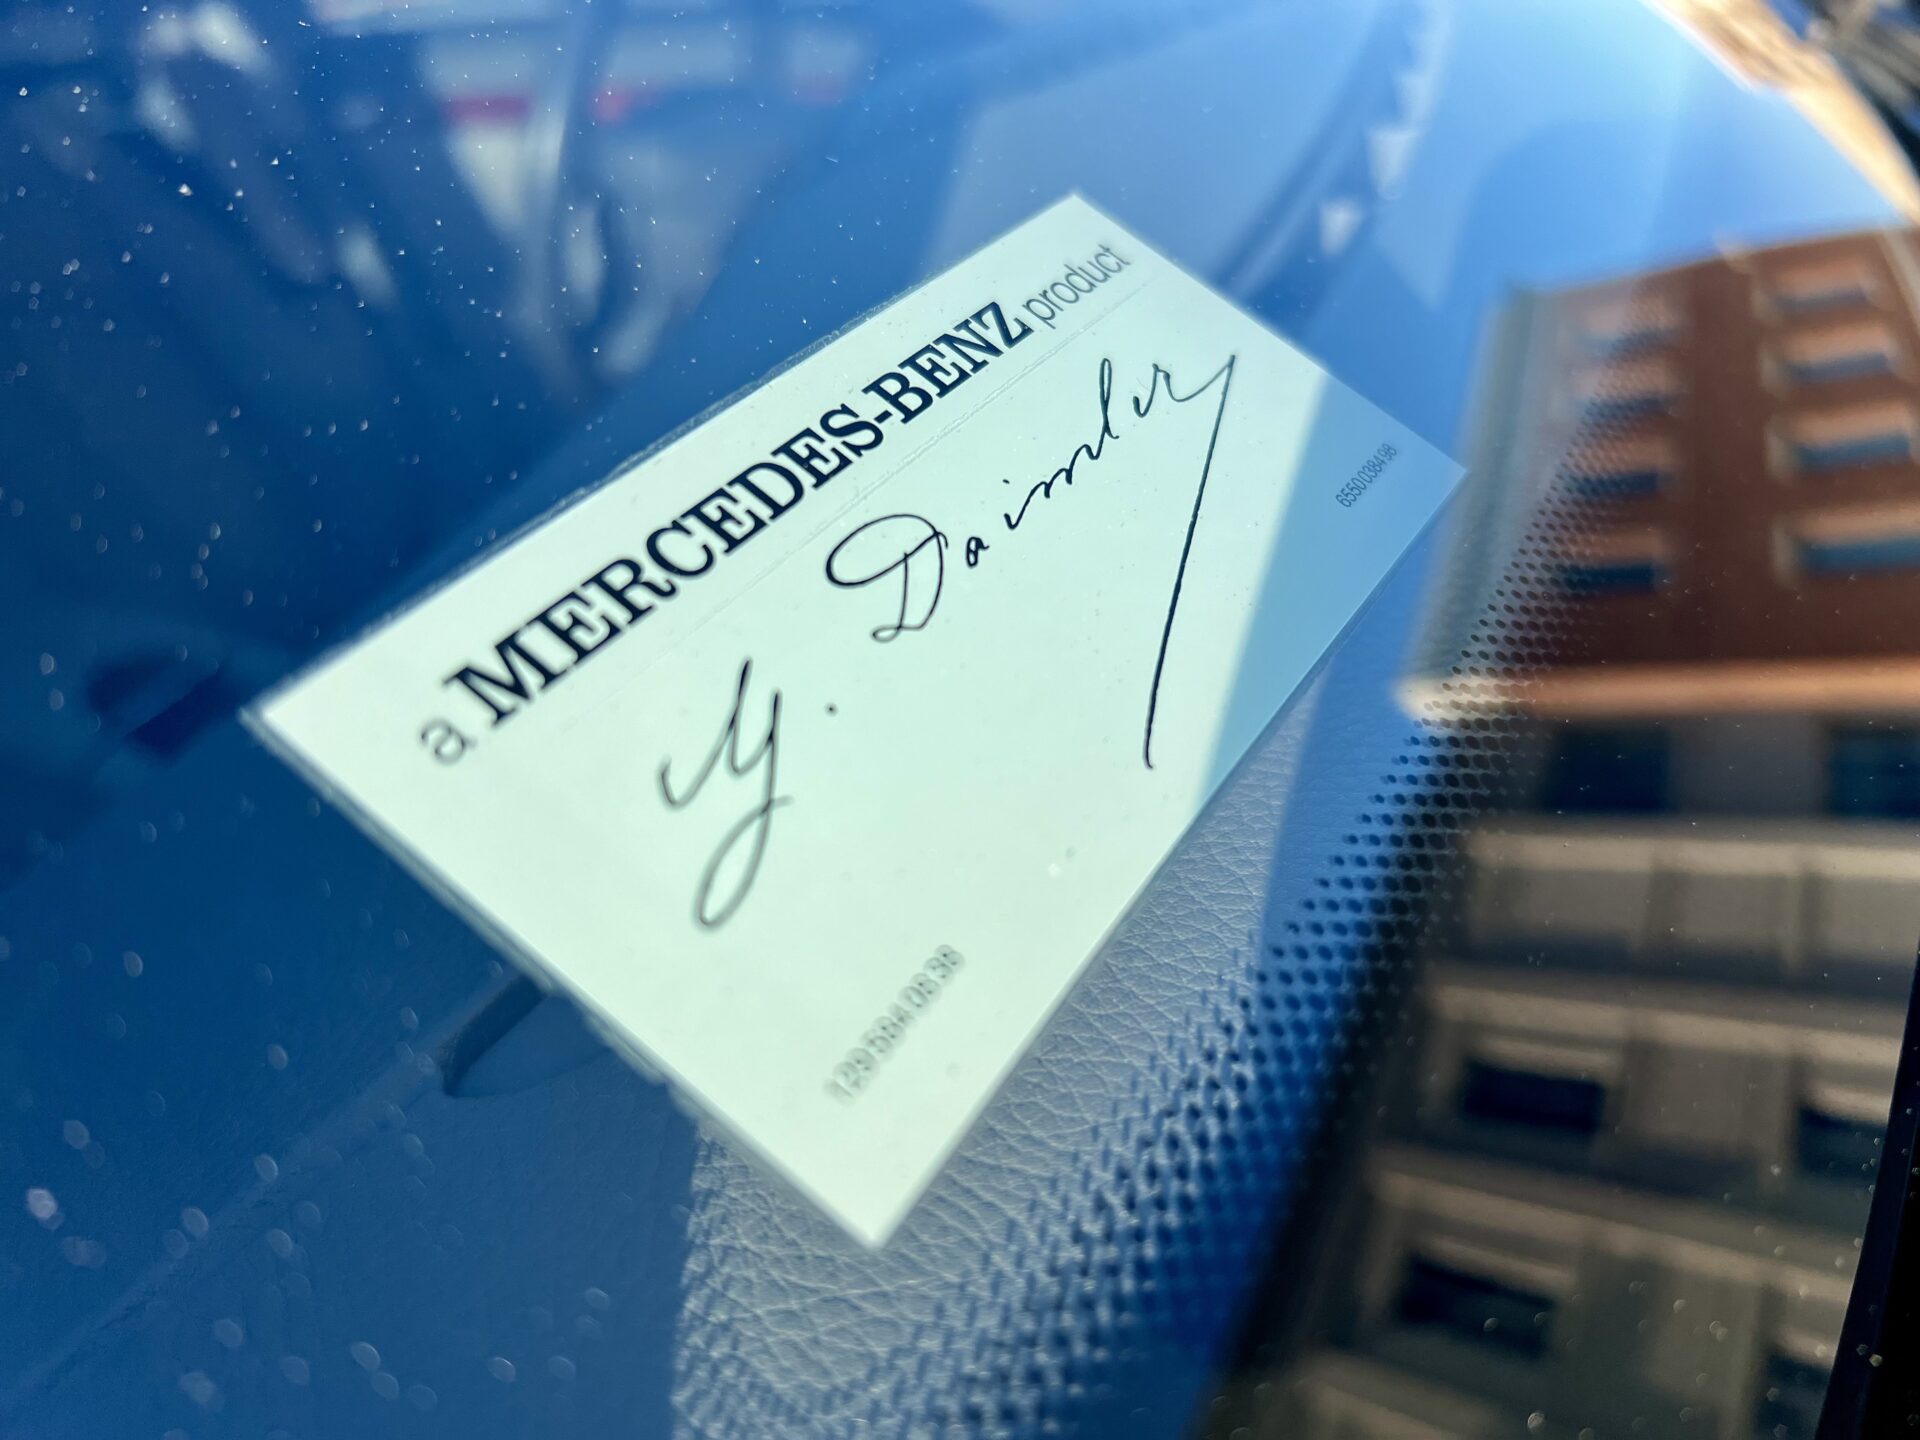 a MERCEDES-BENZ product
G. Daimler
129 584 08 38
6550038498